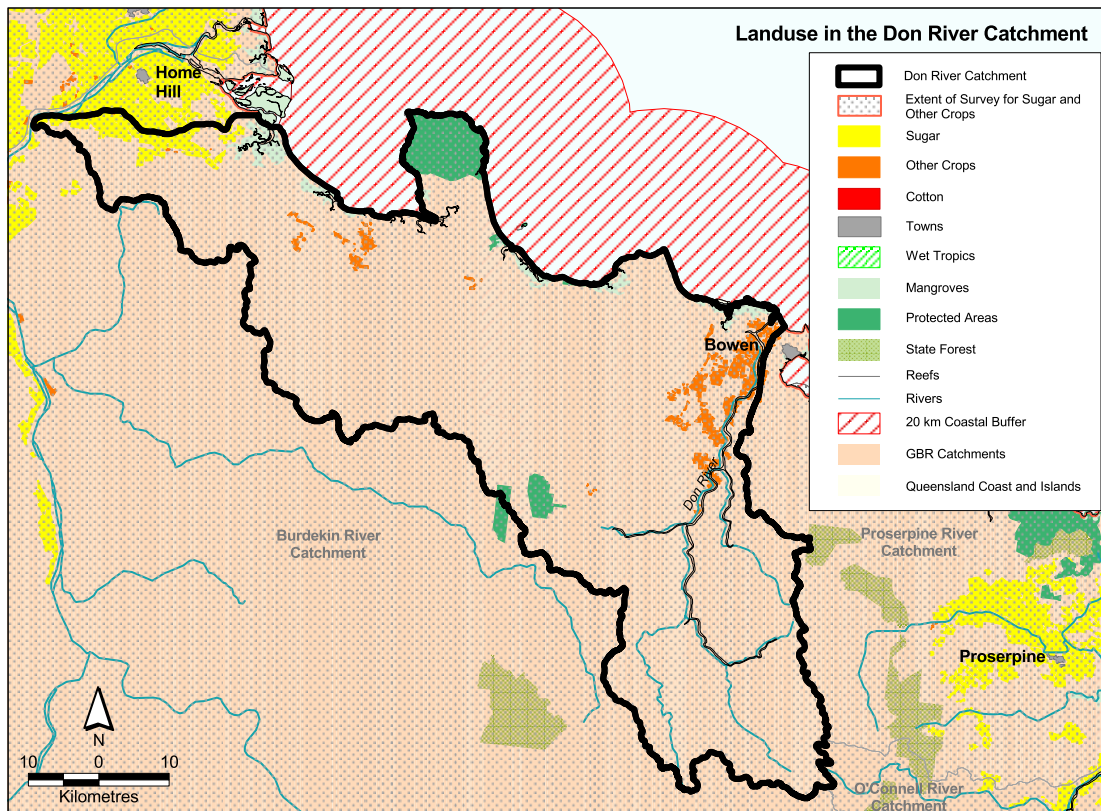 Landuse in the Don River Catchment
Don River Catchment
Extent of Survey for Sugar and
Other Crops
Sugar
Other Crops
Cotton
Towns
Wet Tropics
Mangroves
Protected Areas
State Forest
Reefs
Rivers
20 km Coastal Buffer
GBR Catchments
Queensland Coast and Islands
Home
Hill
Bowen
Don River
Burdekin River
Catchment
Proserpine River
Catchment
Proserpine
O'Connell River
Catchment
N
10 0 10
Kilometres